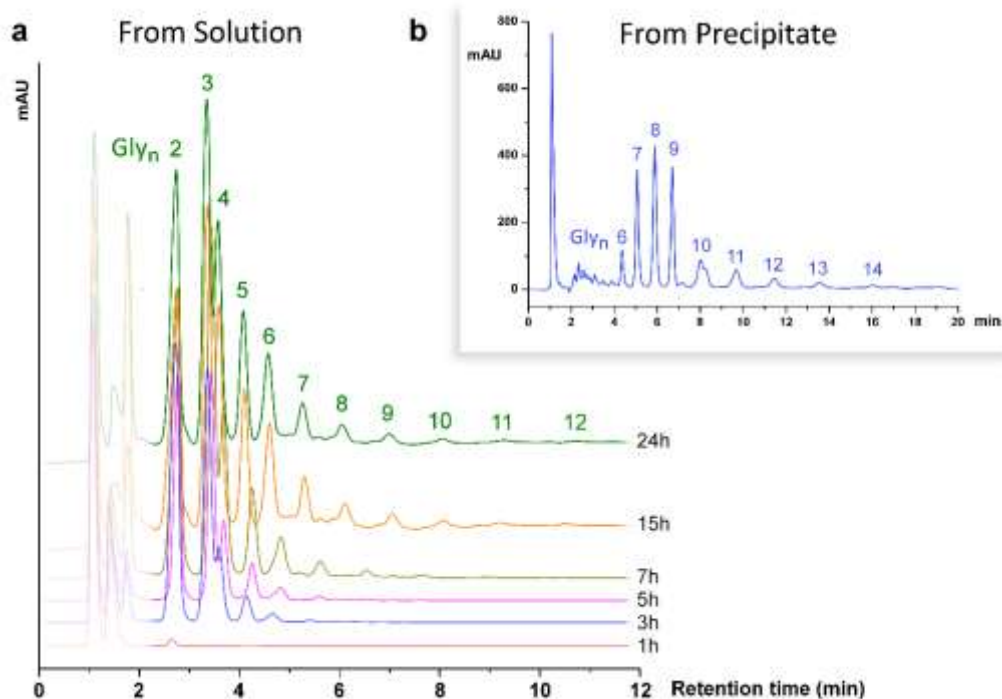 a
From Solution
mAU
Glyₙ
2
3
4
5
6
7
8
9
10
11
12
24h
15h
7h
5h
3h
1h
0
2
4
6
8
10
12
Retention time (min)
b
From Precipitate
mAU
800
600
400
200
0
Glyₙ
6
7
8
9
10
11
12
13
14
0
2
4
6
8
10
12
14
16
18
20
min